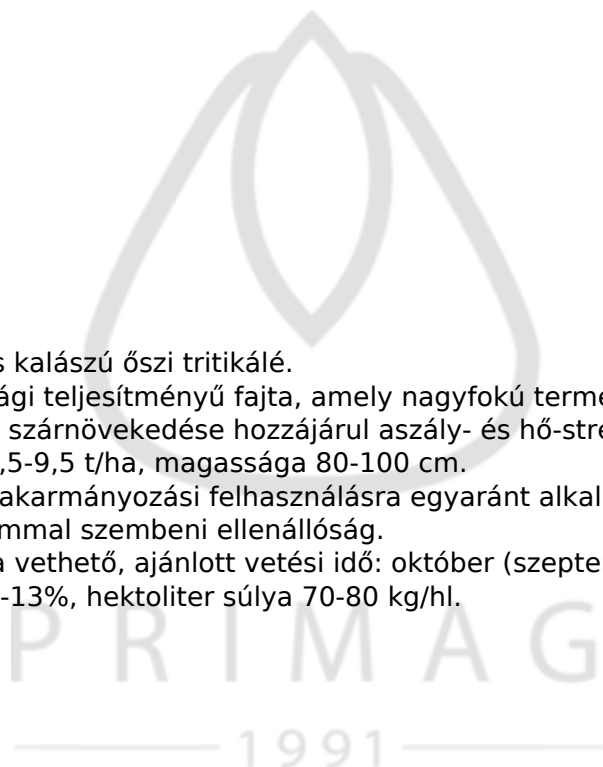 s kalászú őszi tritikálé.
ági teljesítményű fajta, amely nagyfokú terme
szárnövekedése hozzájárul aszály- és hő-stre
,5-9,5 t/ha, magassága 80-100 cm.
akarmányozási felhasználásra egyaránt alkal
mmal szembeni ellenállóság.
a vethető, ajánlott vetési idő: október (szepte
-13%, hektoliter súlya 70-80 kg/hl.
PRIMAG
1991